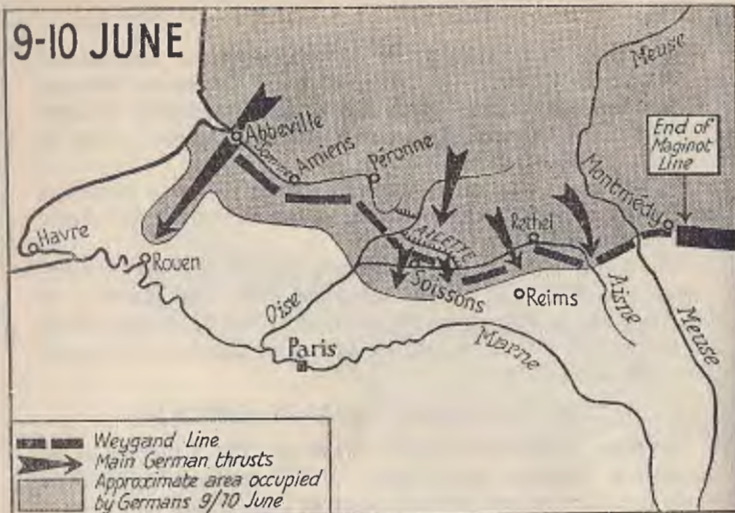 9-10 JUNE
Meuse
End of
Maginot
Line
Abbeville
Somme
Amiens
Péronne
Montmédy
Havre
Rouen
AILETTE
Rethel
Soissons
Reims
Oise
Aisne
Meuse
Paris
Marne
Weygand Line
Main German thrusts
Approximate area occupied
by Germans 9/10 June